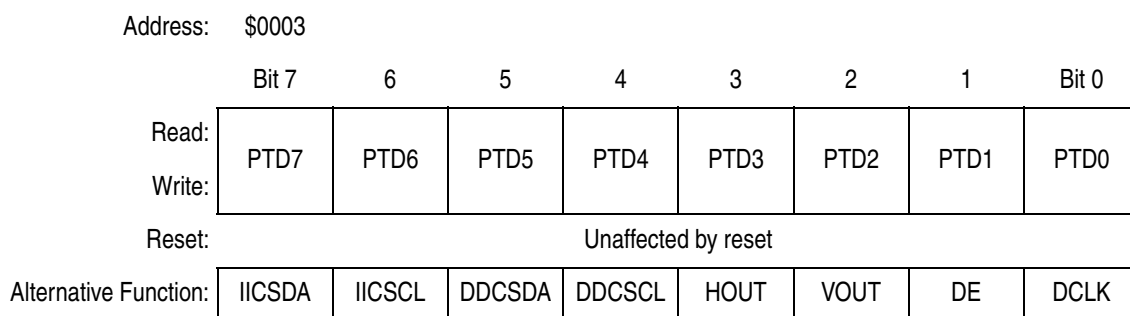 Address: $0003
Bit 7 6 5 4 3 2 1 Bit 0
Read:
PTD7 PTD6 PTD5 PTD4 PTD3 PTD2 PTD1 PTD0
Write:
Reset: Unaffected by reset
Alternative Function: IICSDA IICSCL DDCSDA DDCSCL HOUT VOUT DE DCLK